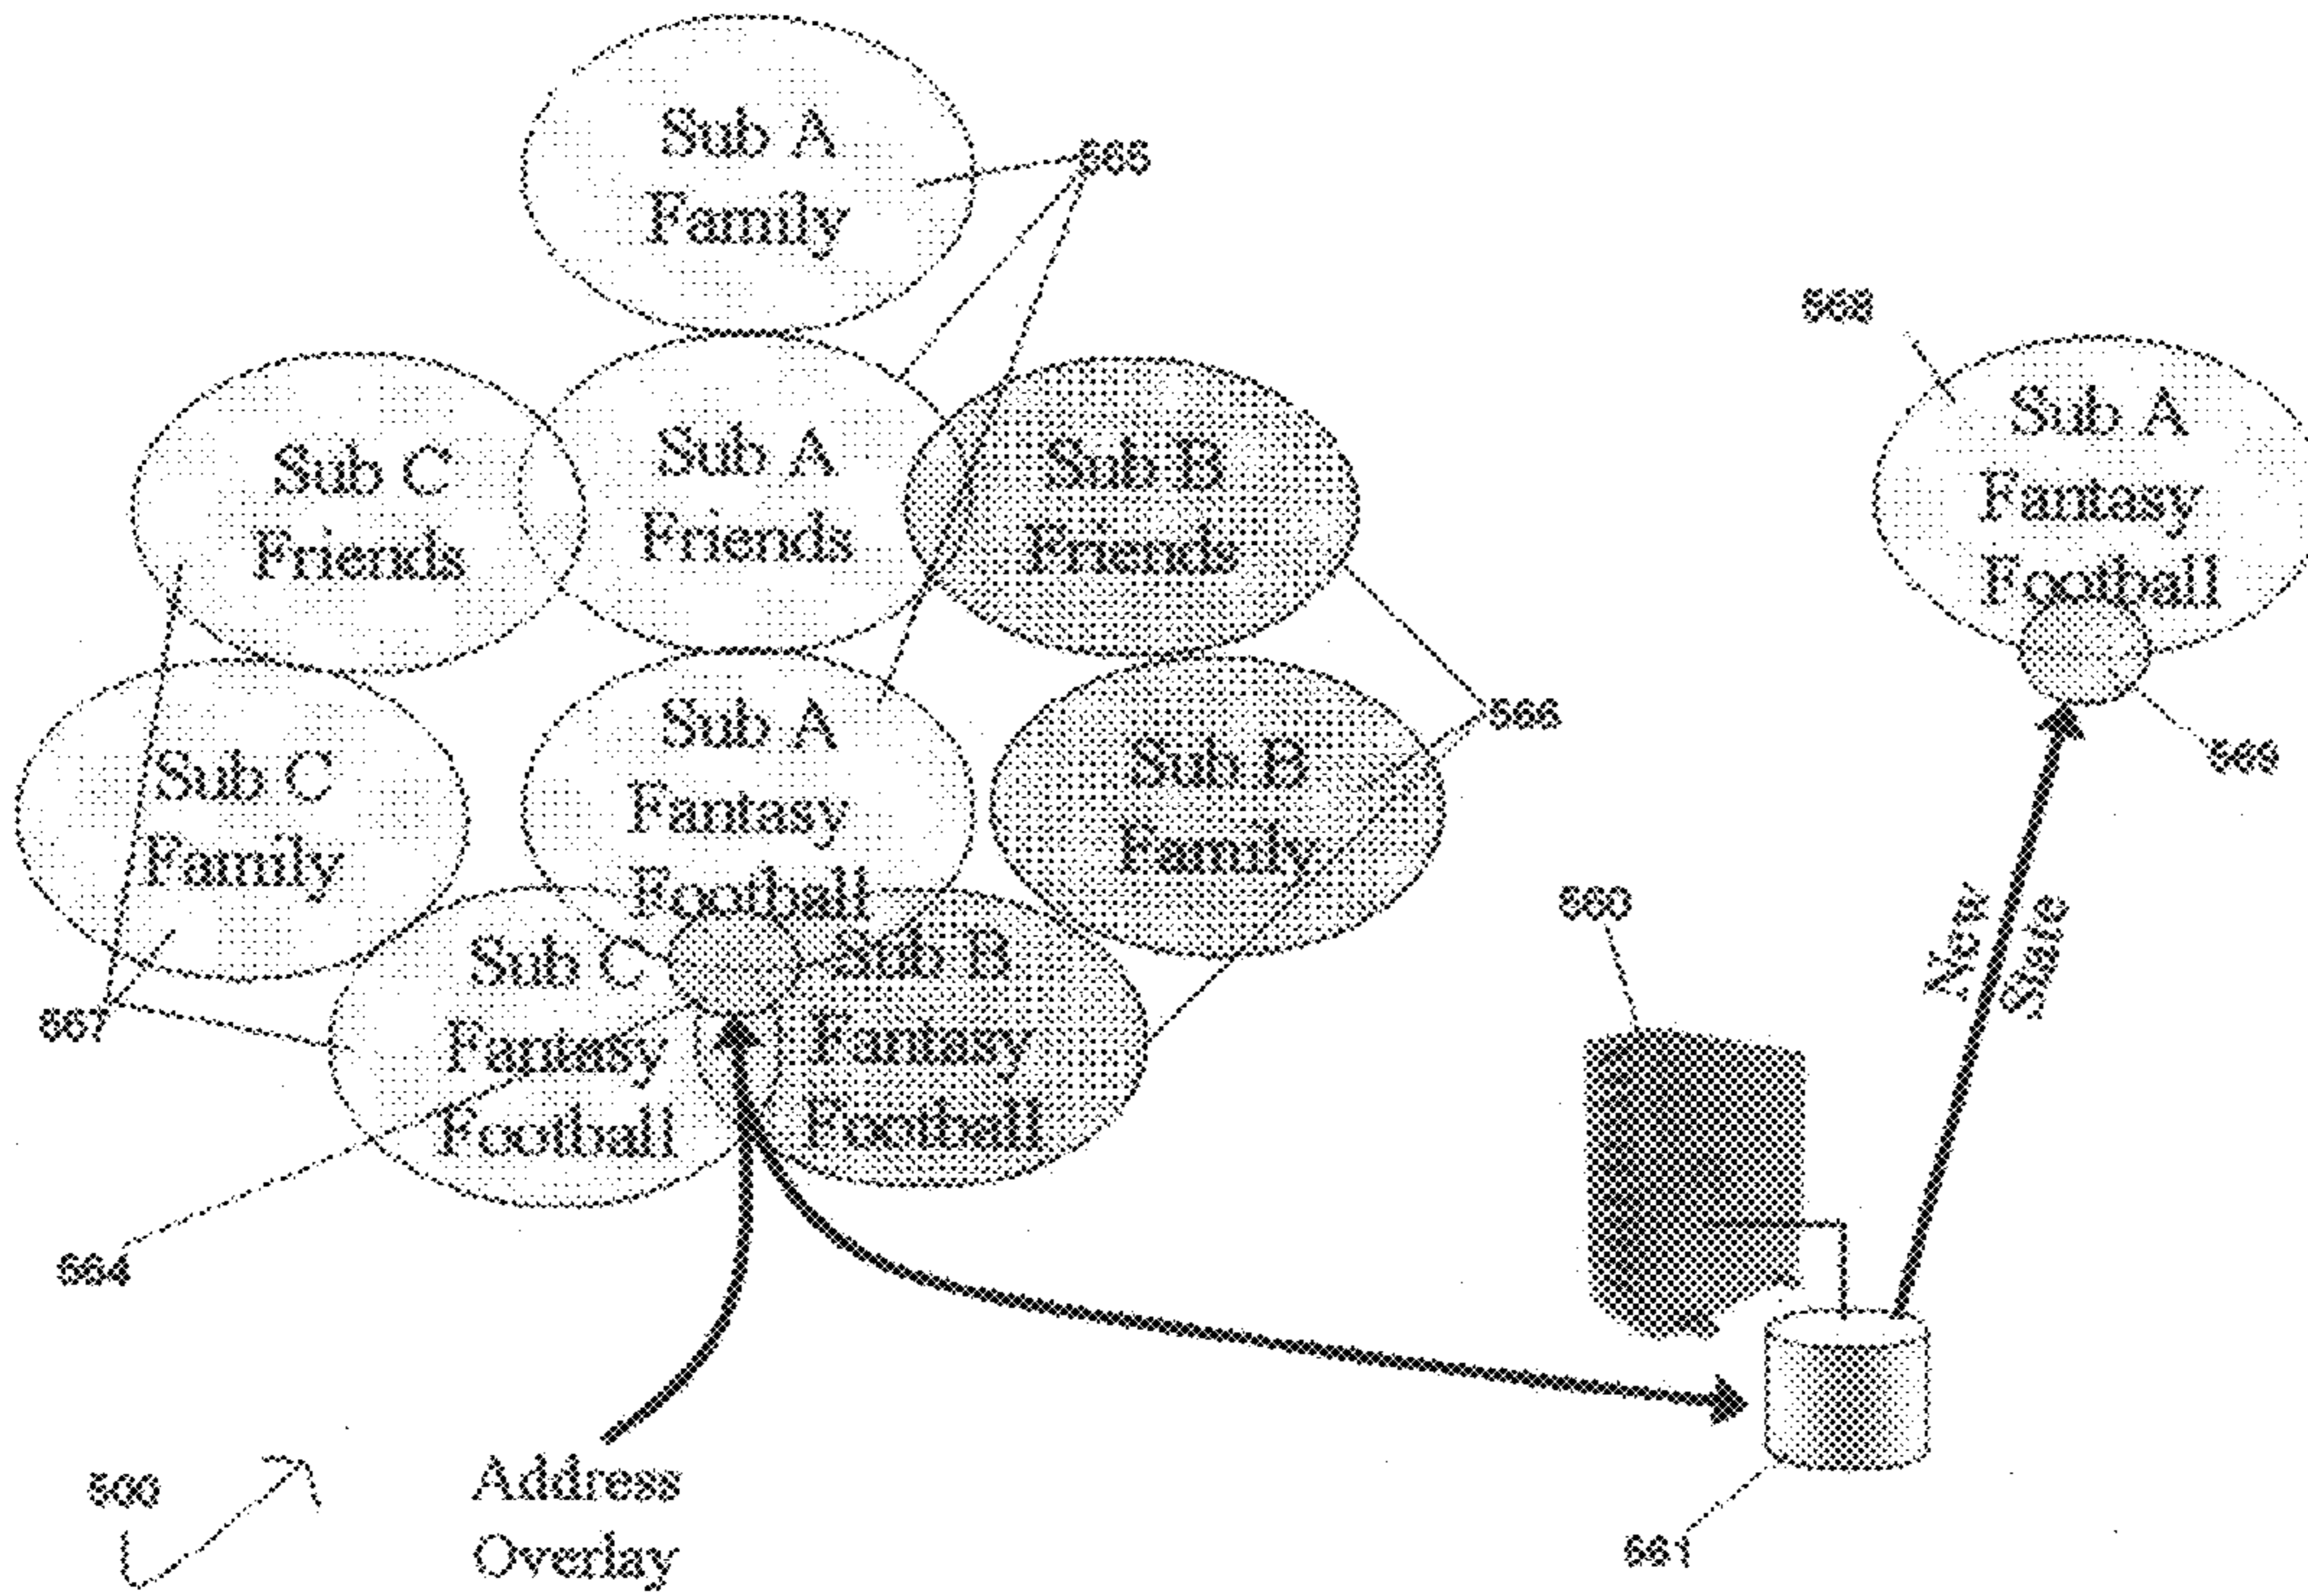 Sub A
Family
565
568
Sub A
Fantasy
Football
Sub C
Friends
Sub A
Friends
Sub B
Friends
566
569
Sub C
Family
Sub A
Fantasy
Football
Sub B
Family
560
New
State
Sub C
Fantasy
Football
Sub B
Fantasy
Football
567
564
500
Address
Overlay
561